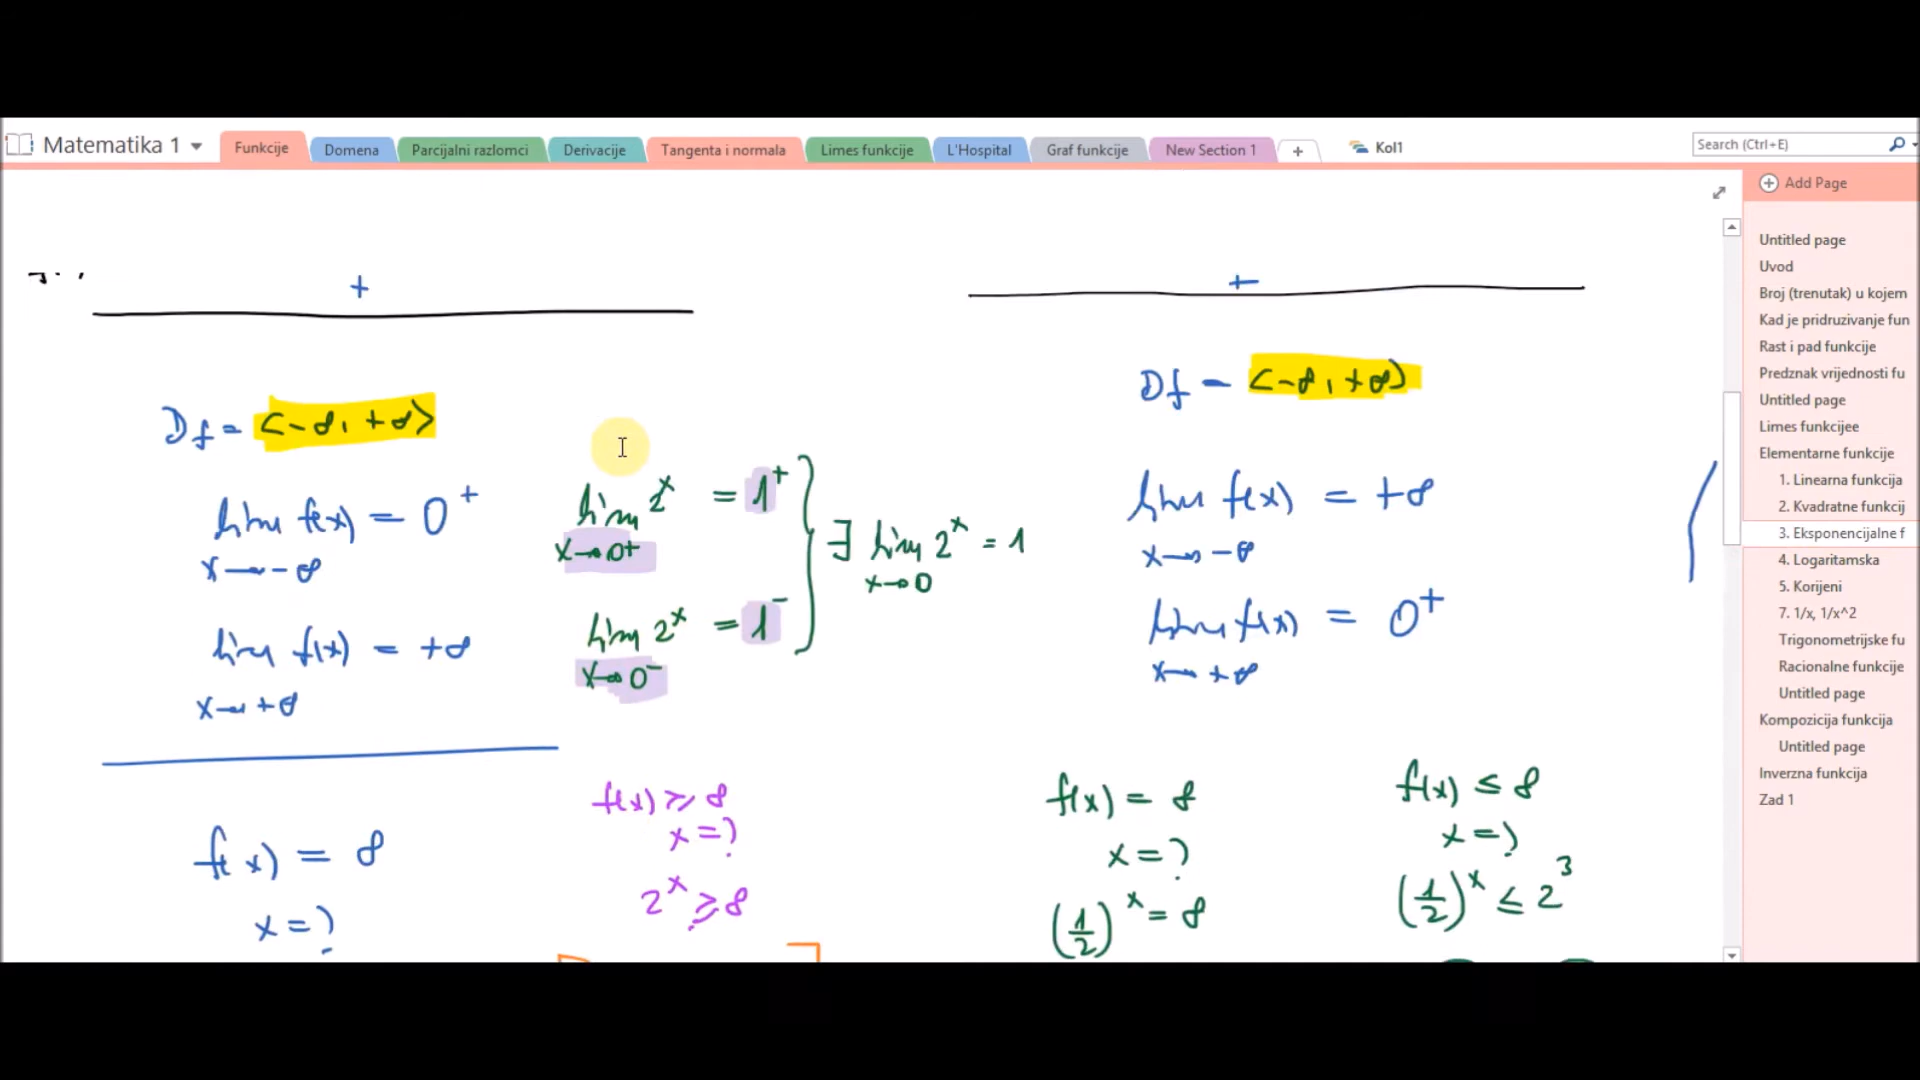 Matematika 1
Funkcije
Domena
Parcijalni razlomci
Derivacije
Tangenta i normala
Limes funkcije
L'Hospital
Graf funkcije
New Section 1
+
Kol1
Search (Ctrl+E)
Add Page
Untitled page
Uvod
Broj (trenutak) u kojem
Kad je pridruzivanje fun
Rast i pad funkcije
Predznak vrijednosti fu
Untitled page
Limes funkcijee
Elementarne funkcije
1. Linearna funkcija
2. Kvadratne funkcij
3. Eksponencijalne f
4. Logaritamska
5. Korijeni
7. 1/x, 1/x^2
Trigonometrijske fu
Racionalne funkcije
Untitled page
Kompozicija funkcija
Untitled page
Inverzna funkcija
Zad 1
+
Df = <-∞, +∞>
lim f(x) = 0⁺
x→-∞
lim f(x) = +∞
x→+∞
f(x) = 8
x = ?
lim 2ˣ = 1⁺
x→0⁺
lim 2ˣ = 1⁻
x→0⁻
∃ lim 2ˣ = 1
x→0
f(x) ≥ 8
x = ?
2ˣ ≥ 8
+
Df = <-∞, +∞>
lim f(x) = +∞
x→-∞
lim f(x) = 0⁺
x→+∞
f(x) = 8
x = ?
(1/2)ˣ = 8
f(x) ≤ 8
x = ?
(1/2)ˣ ≤ 2³